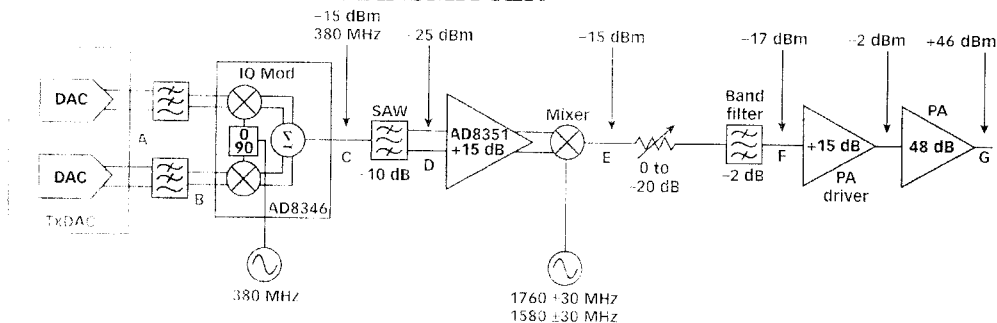 -15 dBm
380 MHz
-25 dBm
-15 dBm
-17 dBm
-2 dBm
+46 dBm
IQ Mod
DAC
0
90
Σ
A
C
SAW
-10 dB
D
AD8351
+15 dB
Mixer
E
0 to
-20 dB
Band
filter
-2 dB
F
+15 dB
PA
driver
PA
48 dB
G
DAC
B
TxDAC
AD8346
380 MHz
1760 ±30 MHz
1580 ±30 MHz